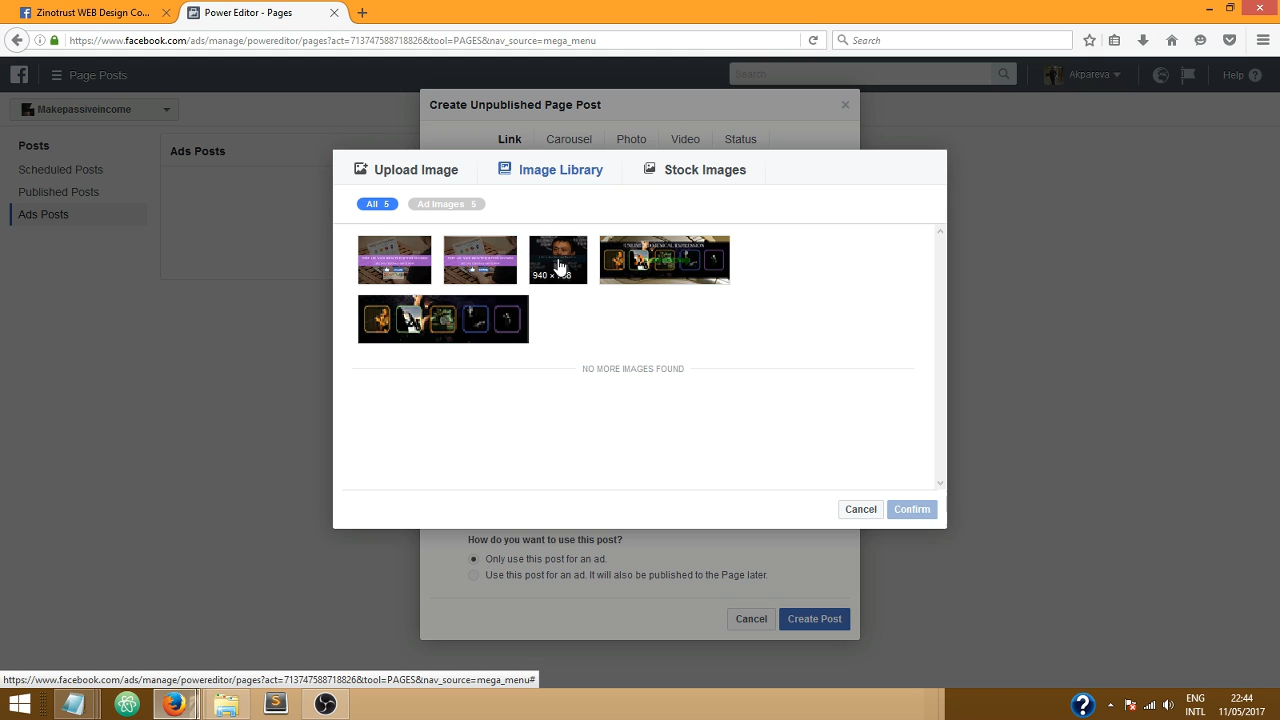 Zinotrust WEB Design Co...
Power Editor - Pages
https://www.facebook.com/ads/manage/powereditor/pages?act=713747588718826&tool=PAGES&nav_source=mega_menu
Search
Page Posts
Search
Akpareva
Help
Makepassiveincome
Create Unpublished Page Post
Posts
Scheduled Posts
Published Posts
Ads Posts
Ads Posts
Link Carousel Photo Video Status
Upload Image Image Library Stock Images
All 5 Ad Images 5
UNLIMITED MUSICAL EXPRESSION
NO MORE IMAGES FOUND
Cancel Confirm
How do you want to use this post?
Only use this post for an ad.
Use this post for an ad. It will also be published to the Page later.
Cancel Create Post
https://www.facebook.com/ads/manage/powereditor/pages?act=713747588718826&tool=PAGES&nav_source=mega_menu#
ENG
INTL
22:44
11/05/2017